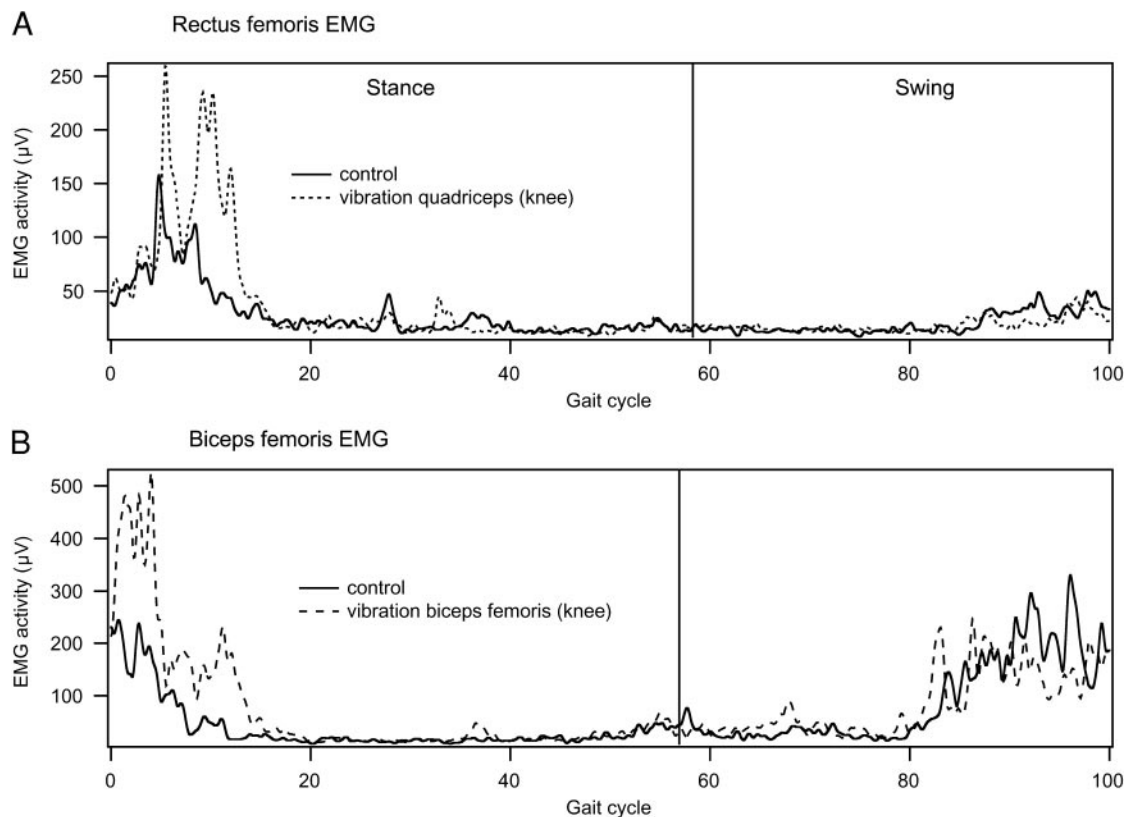 A
Rectus femoris EMG
EMG activity (µV)
250
200
150
100
50
Stance
Swing
control
vibration quadriceps (knee)
0
20
40
60
80
100
Gait cycle
B
Biceps femoris EMG
EMG activity (µV)
500
400
300
200
100
control
vibration biceps femoris (knee)
0
20
40
60
80
100
Gait cycle